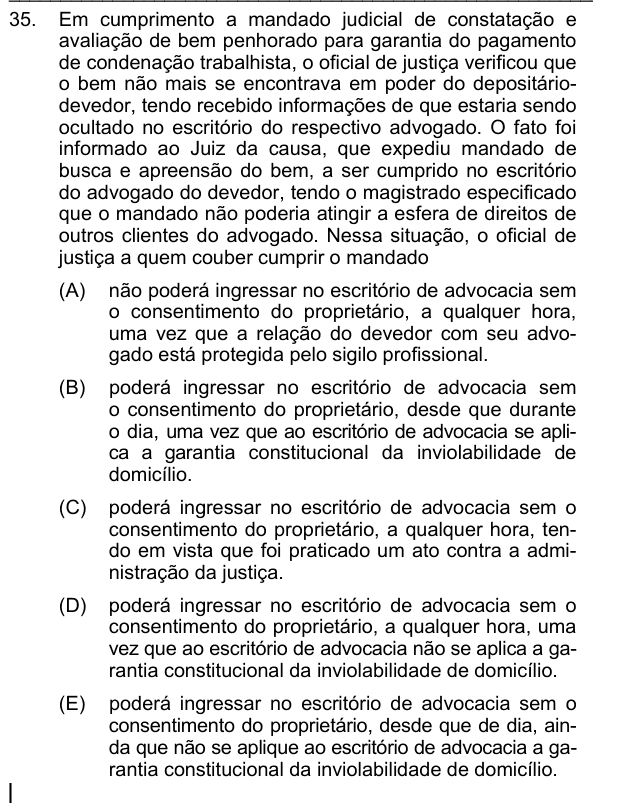 35. Em cumprimento a mandado judicial de constatação e
avaliação de bem penhorado para garantia do pagamento
de condenação trabalhista, o oficial de justiça verificou que
o bem não mais se encontrava em poder do depositário-
devedor, tendo recebido informações de que estaria sendo
ocultado no escritório do respectivo advogado. O fato foi
informado ao Juiz da causa, que expediu mandado de
busca e apreensão do bem, a ser cumprido no escritório
do advogado do devedor, tendo o magistrado especificado
que o mandado não poderia atingir a esfera de direitos de
outros clientes do advogado. Nessa situação, o oficial de
justiça a quem couber cumprir o mandado
(A) não poderá ingressar no escritório de advocacia sem
o consentimento do proprietário, a qualquer hora,
uma vez que a relação do devedor com seu advo-
gado está protegida pelo sigilo profissional.
(B) poderá ingressar no escritório de advocacia sem
o consentimento do proprietário, desde que durante
o dia, uma vez que ao escritório de advocacia se apli-
ca a garantia constitucional da inviolabilidade de
domicílio.
(C) poderá ingressar no escritório de advocacia sem o
consentimento do proprietário, a qualquer hora, ten-
do em vista que foi praticado um ato contra a admi-
nistração da justiça.
(D) poderá ingressar no escritório de advocacia sem o
consentimento do proprietário, a qualquer hora, uma
vez que ao escritório de advocacia não se aplica a ga-
rantia constitucional da inviolabilidade de domicílio.
(E) poderá ingressar no escritório de advocacia sem o
consentimento do proprietário, desde que de dia, ain-
da que não se aplique ao escritório de advocacia a ga-
rantia constitucional da inviolabilidade de domicílio.